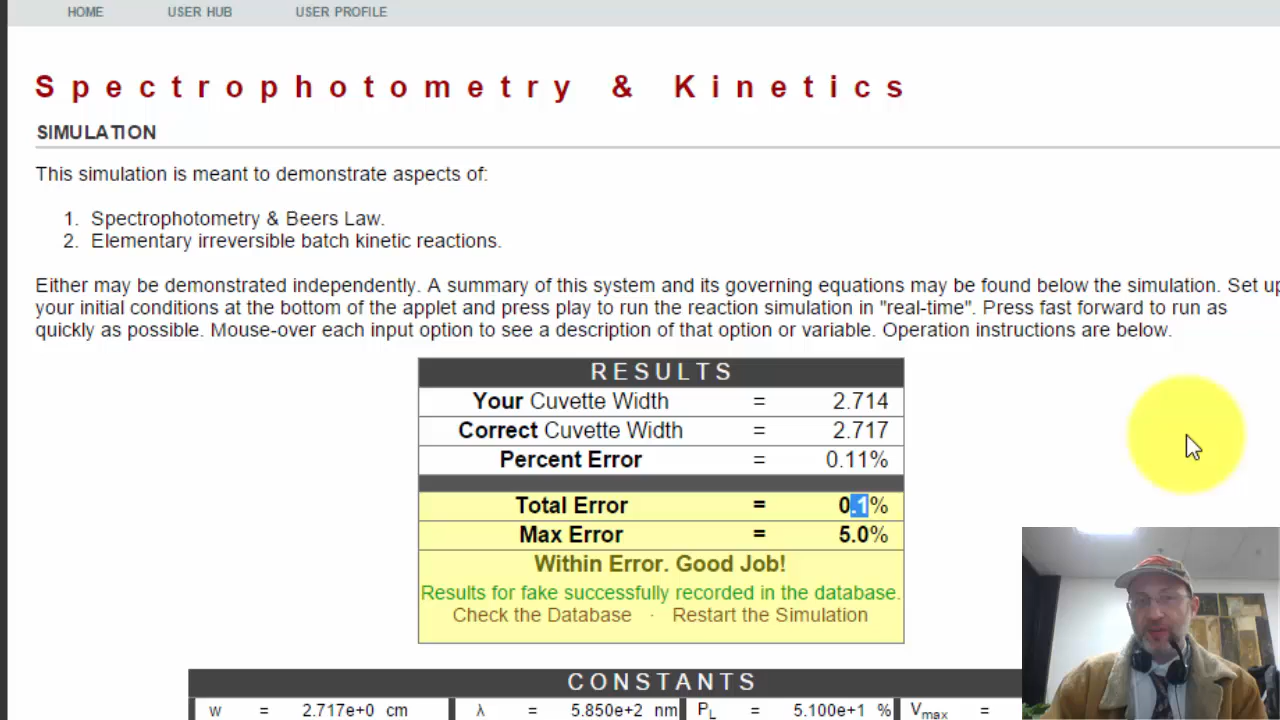 HOME USER HUB USER PROFILE
Spectrophotometry & Kinetics
SIMULATION
This simulation is meant to demonstrate aspects of:
1. Spectrophotometry & Beers Law.
2. Elementary irreversible batch kinetic reactions.
Either may be demonstrated independently. A summary of this system and its governing equations may be found below the simulation. Set up
your initial conditions at the bottom of the applet and press play to run the reaction simulation in "real-time". Press fast forward to run as
quickly as possible. Mouse-over each input option to see a description of that option or variable. Operation instructions are below.
RESULTS
Your Cuvette Width = 2.714
Correct Cuvette Width = 2.717
Percent Error = 0.11%
Total Error = 0.1%
Max Error = 5.0%
Within Error. Good Job!
Results for fake successfully recorded in the database.
Check the Database · Restart the Simulation
CONSTANTS
w = 2.717e+0 cm λ = 5.850e+2 nm PL = 5.100e+1 % Vmax =